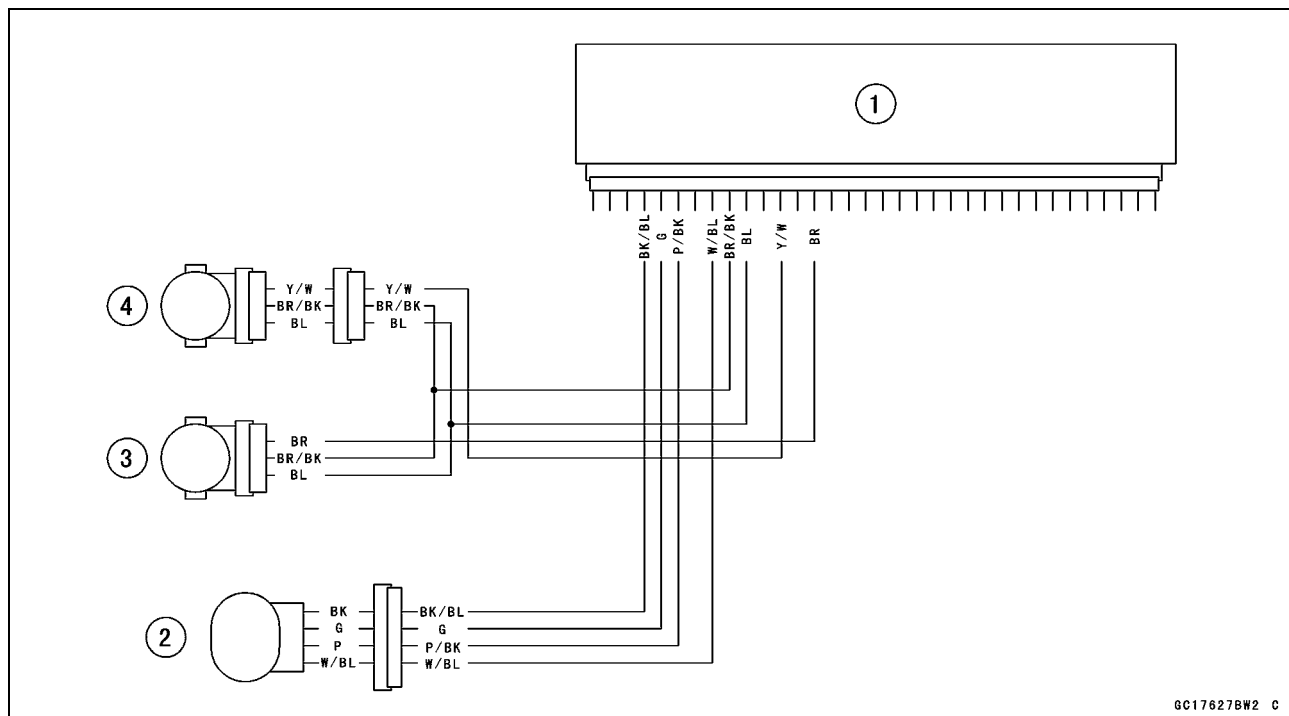 1
BK/BL
G
P/BK
W/BL
BR/BK
BL
Y/W
BR
4
Y/W Y/W
BR/BK BR/BK
BL BL
3
BR
BR/BK
BL
2
BK BK/BL
G G
P P/BK
W/BL W/BL
GC17627BW2 C